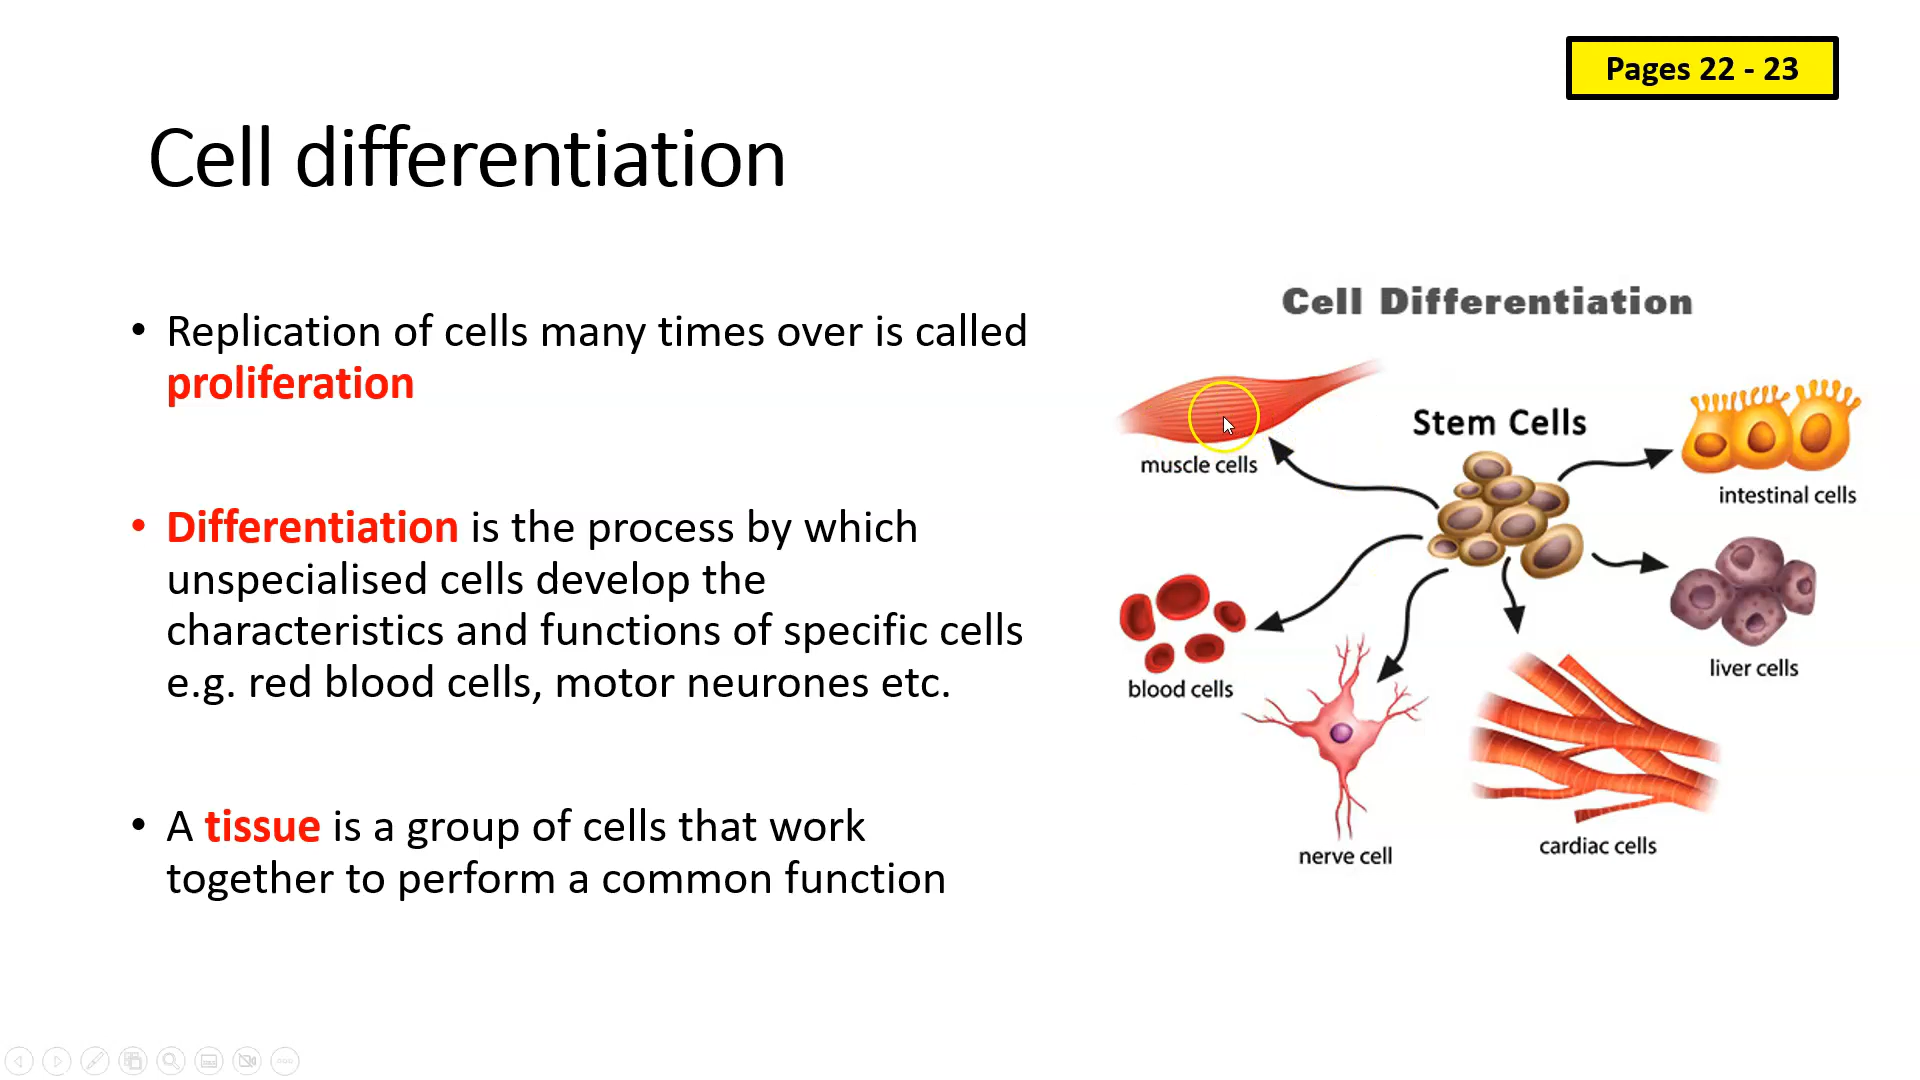 Pages 22 - 23
Cell differentiation
• Replication of cells many times over is called
proliferation
• Differentiation is the process by which
unspecialised cells develop the
characteristics and functions of specific cells
e.g. red blood cells, motor neurones etc.
• A tissue is a group of cells that work
together to perform a common function
Cell Differentiation
Stem Cells
muscle cells
intestinal cells
liver cells
blood cells
cardiac cells
nerve cell